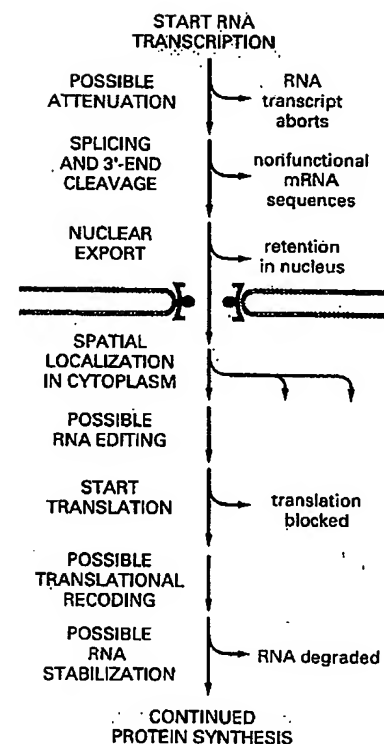 START RNA
TRANSCRIPTION
POSSIBLE
ATTENUATION
RNA
transcript
aborts
SPLICING
AND 3'-END
CLEAVAGE
nonfunctional
mRNA
sequences
NUCLEAR
EXPORT
retention
in nucleus
SPATIAL
LOCALIZATION
IN CYTOPLASM
POSSIBLE
RNA EDITING
START
TRANSLATION
translation
blocked
POSSIBLE
TRANSLATIONAL
RECODING
POSSIBLE
RNA
STABILIZATION
RNA degraded
CONTINUED
PROTEIN SYNTHESIS